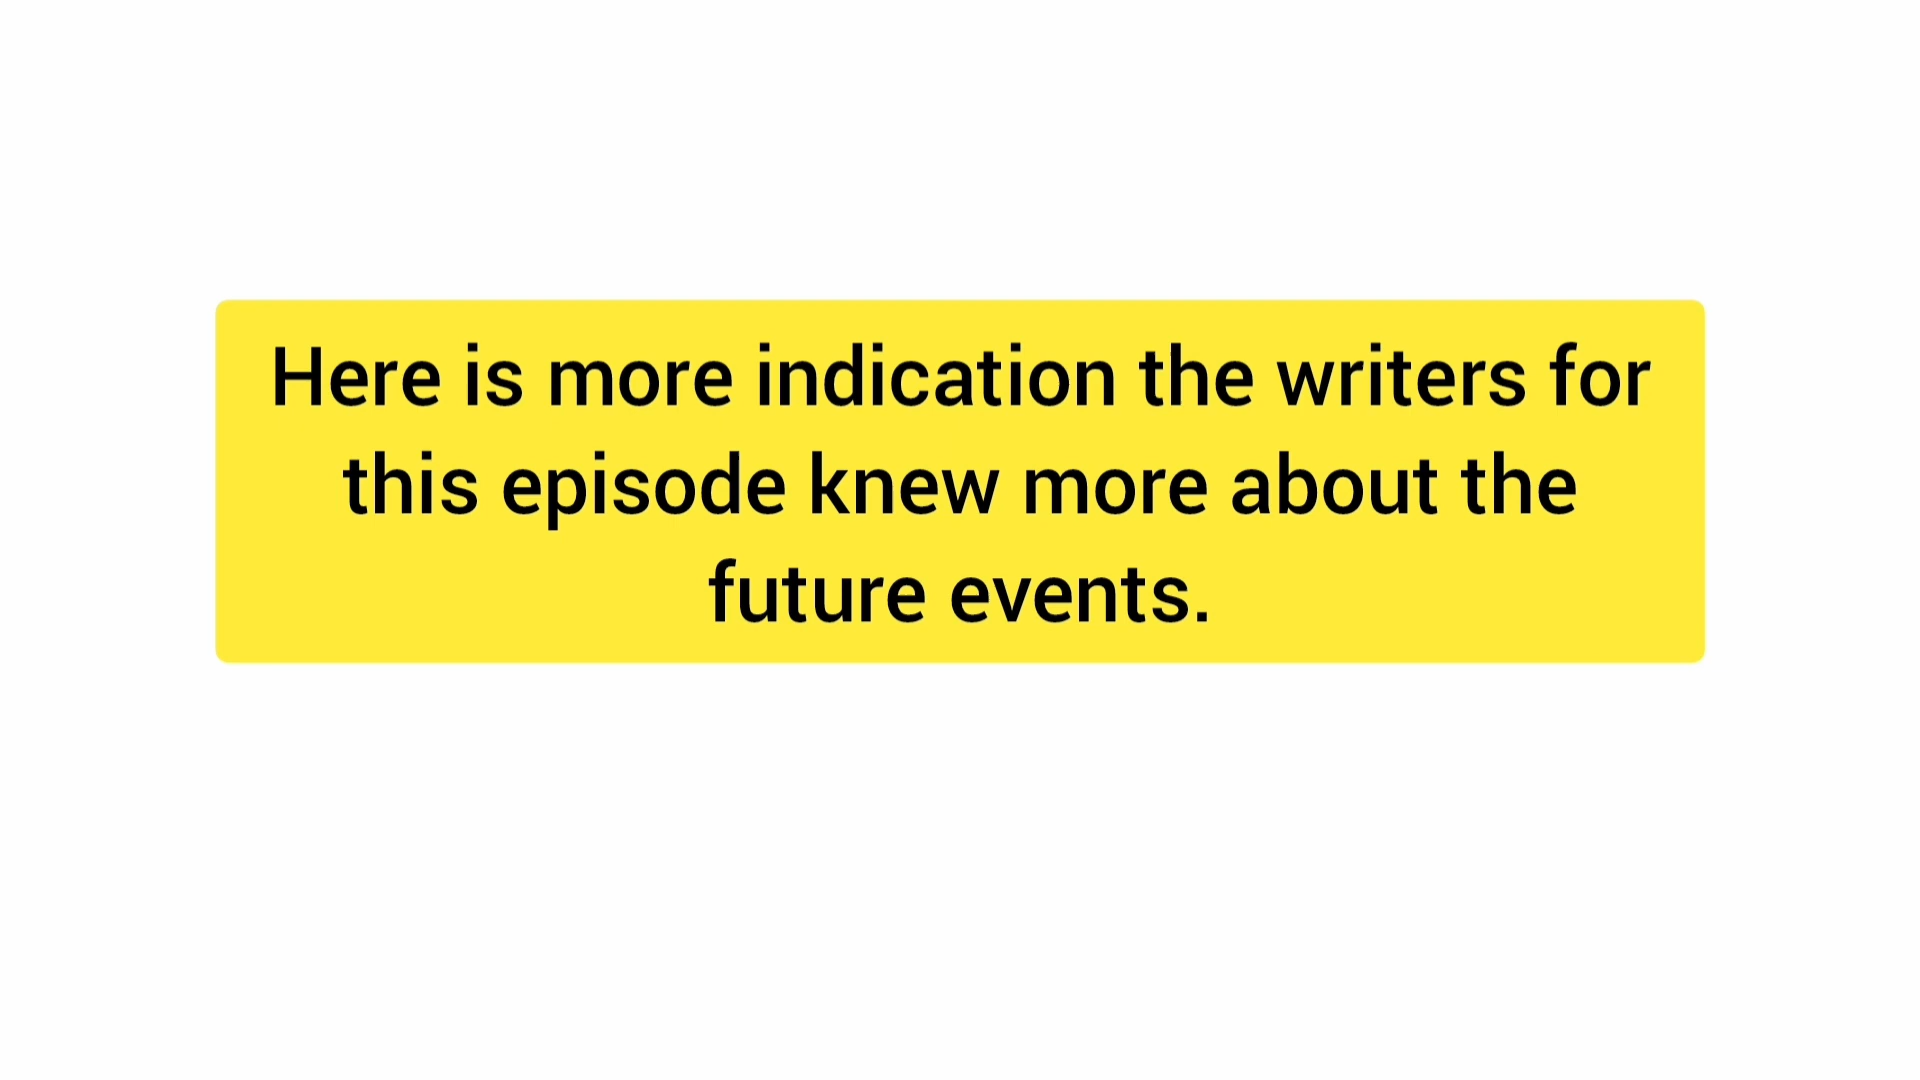 Here is more indication the writers for
this episode knew more about the
future events.